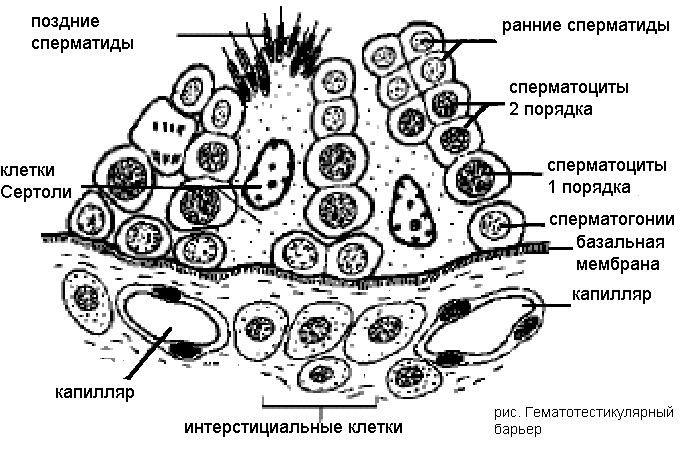 поздние
сперматиды
ранние сперматиды
сперматоциты
2 порядка
клетки
Сертоли
сперматоциты
1 порядка
сперматогонии
базальная
мембрана
капилляр
капилляр
интерстициальные клетки
рис. Гематотестикулярный
барьер